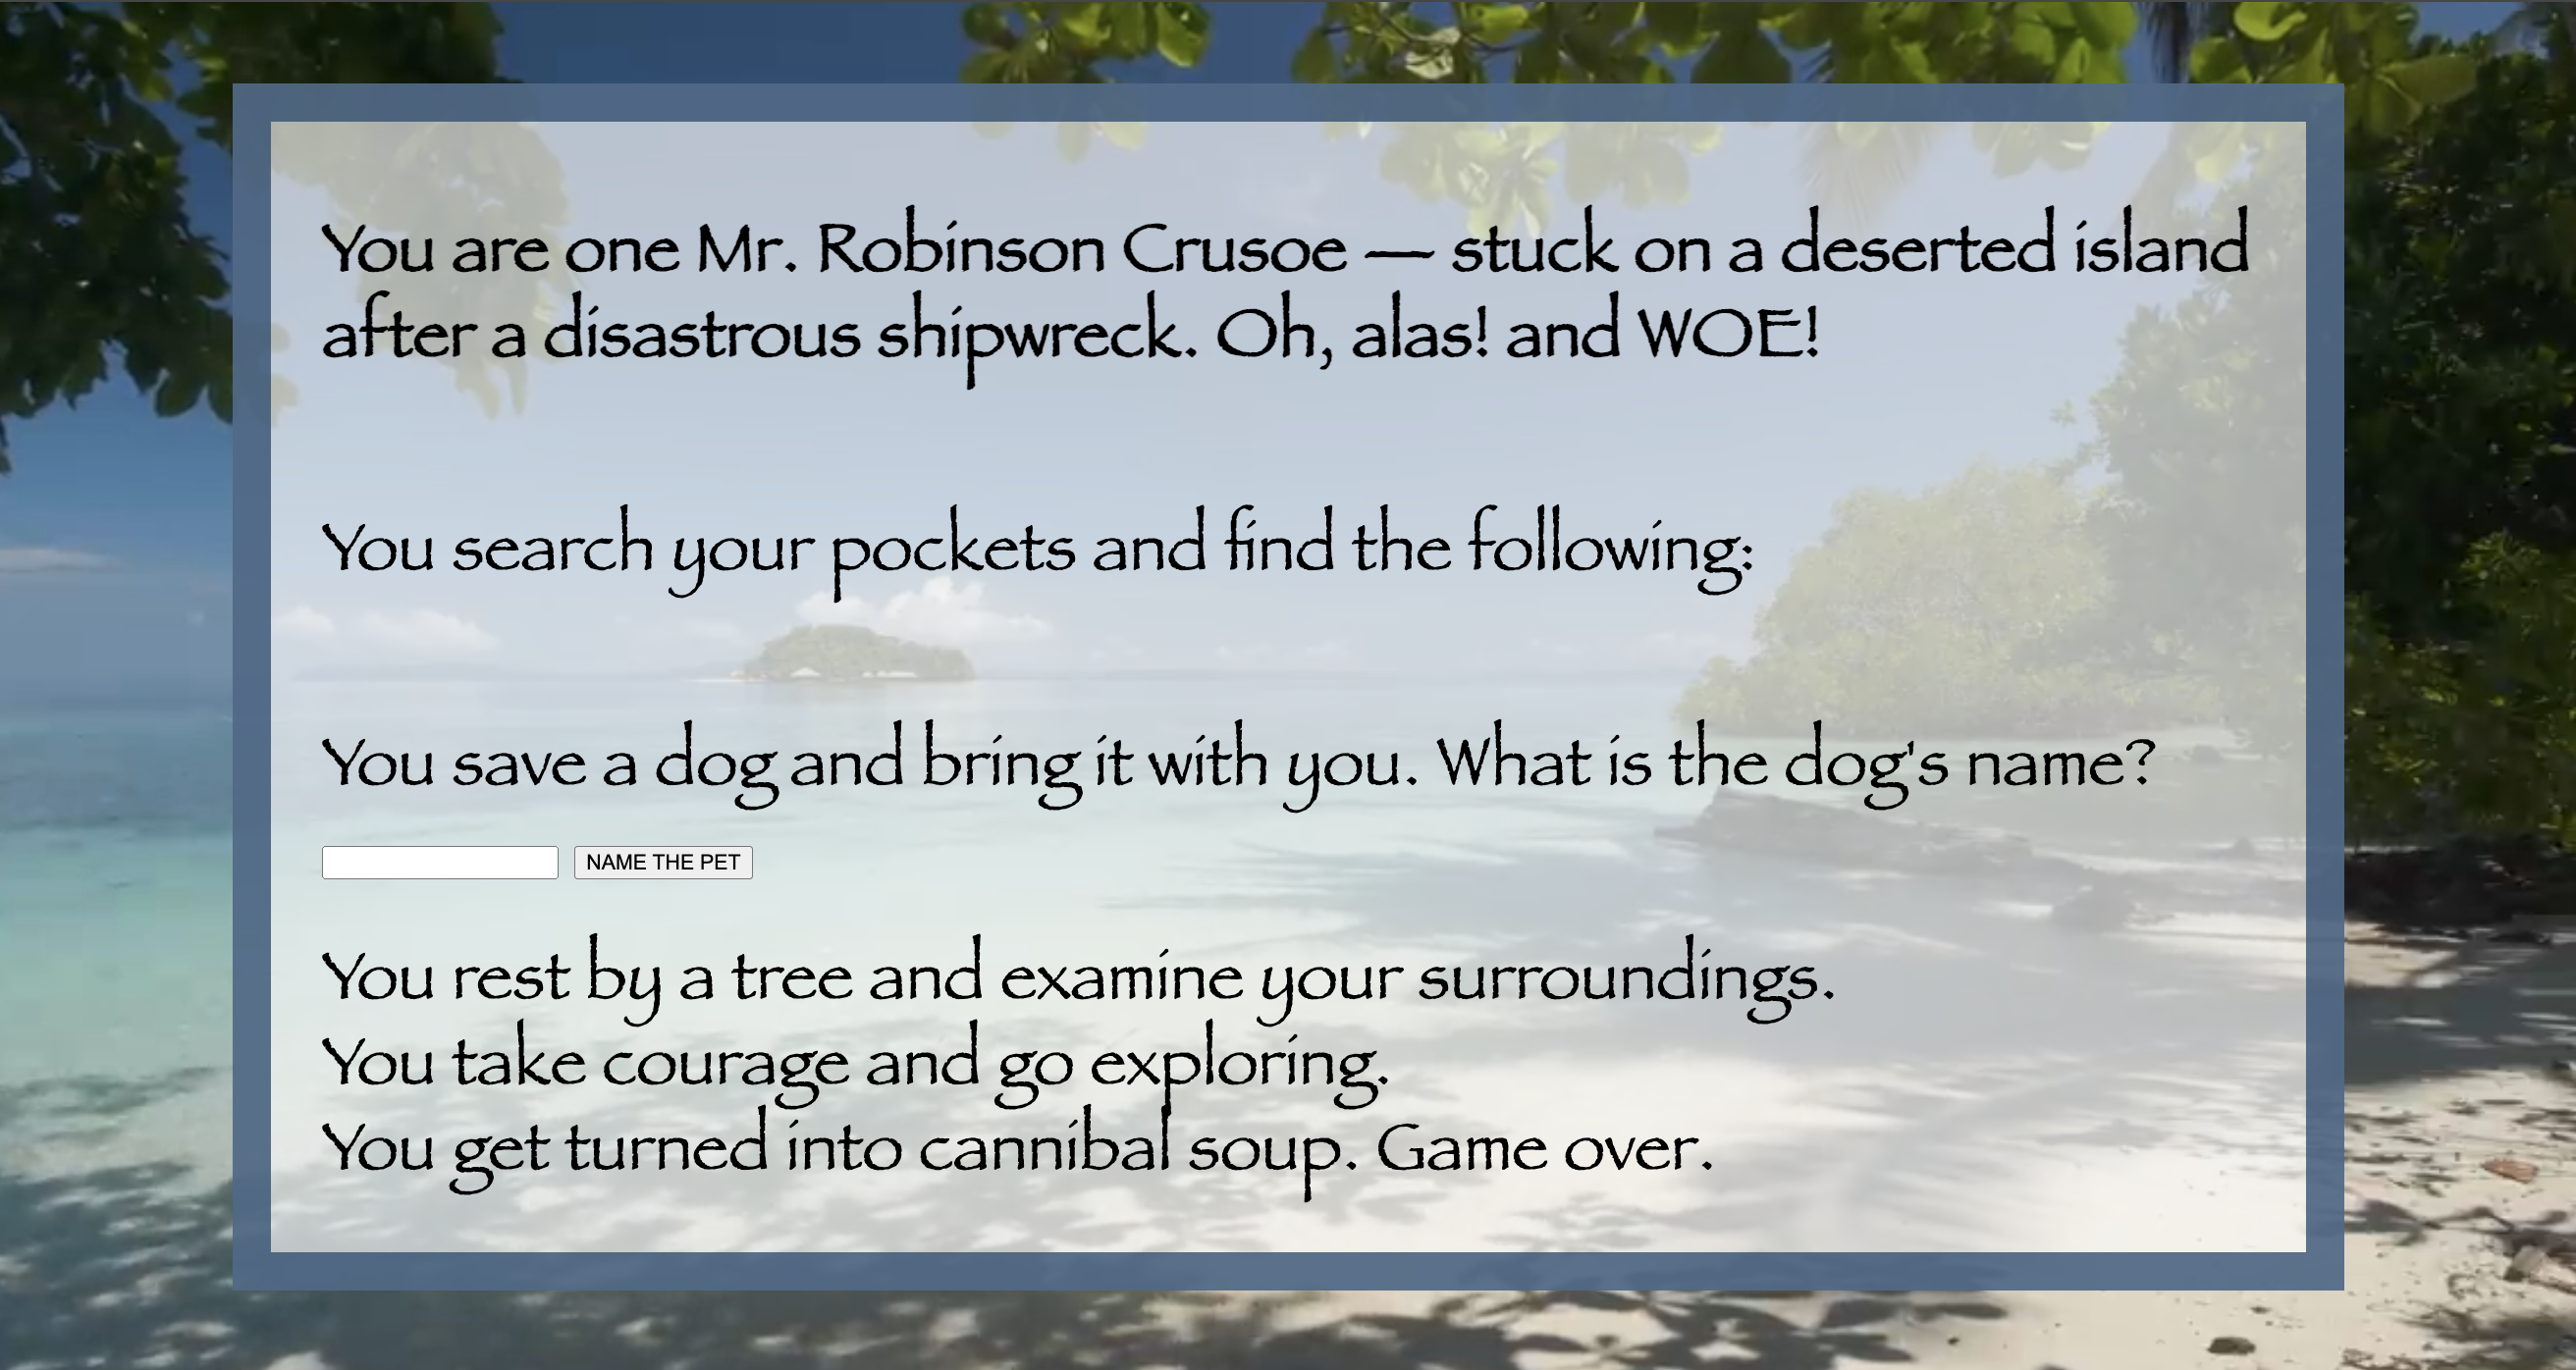 You are one Mr. Robinson Crusoe — stuck on a deserted island
after a disastrous shipwreck. Oh, alas! and WOE!
You search your pockets and find the following:
You save a dog and bring it with you. What is the dog's name?
NAME THE PET
You rest by a tree and examine your surroundings.
You take courage and go exploring.
You get turned into cannibal soup. Game over.